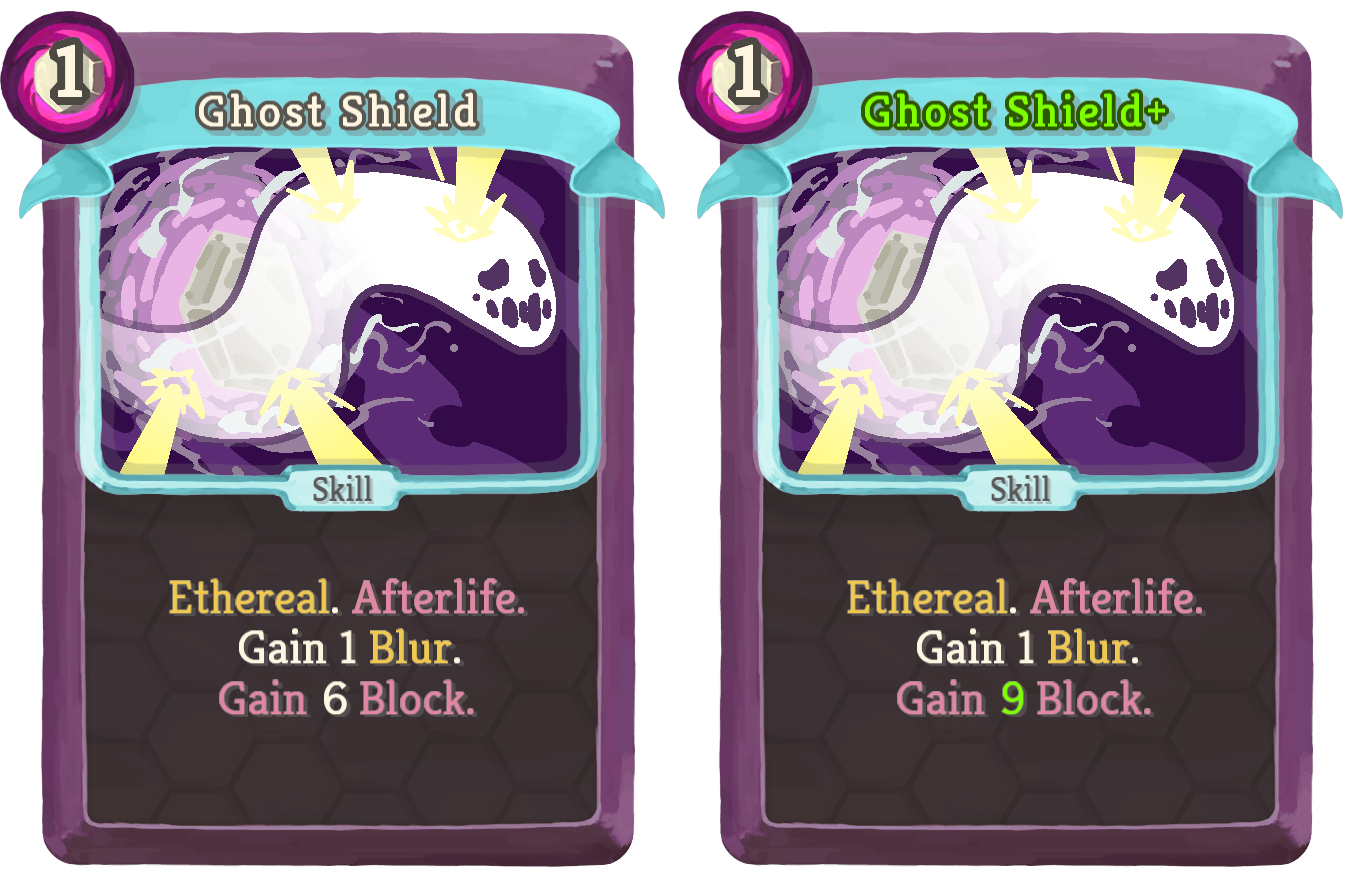 1
Ghost Shield
Skill
Ethereal. Afterlife.
Gain 1 Blur.
Gain 6 Block.
1
Ghost Shield+
Skill
Ethereal. Afterlife.
Gain 1 Blur.
Gain 9 Block.